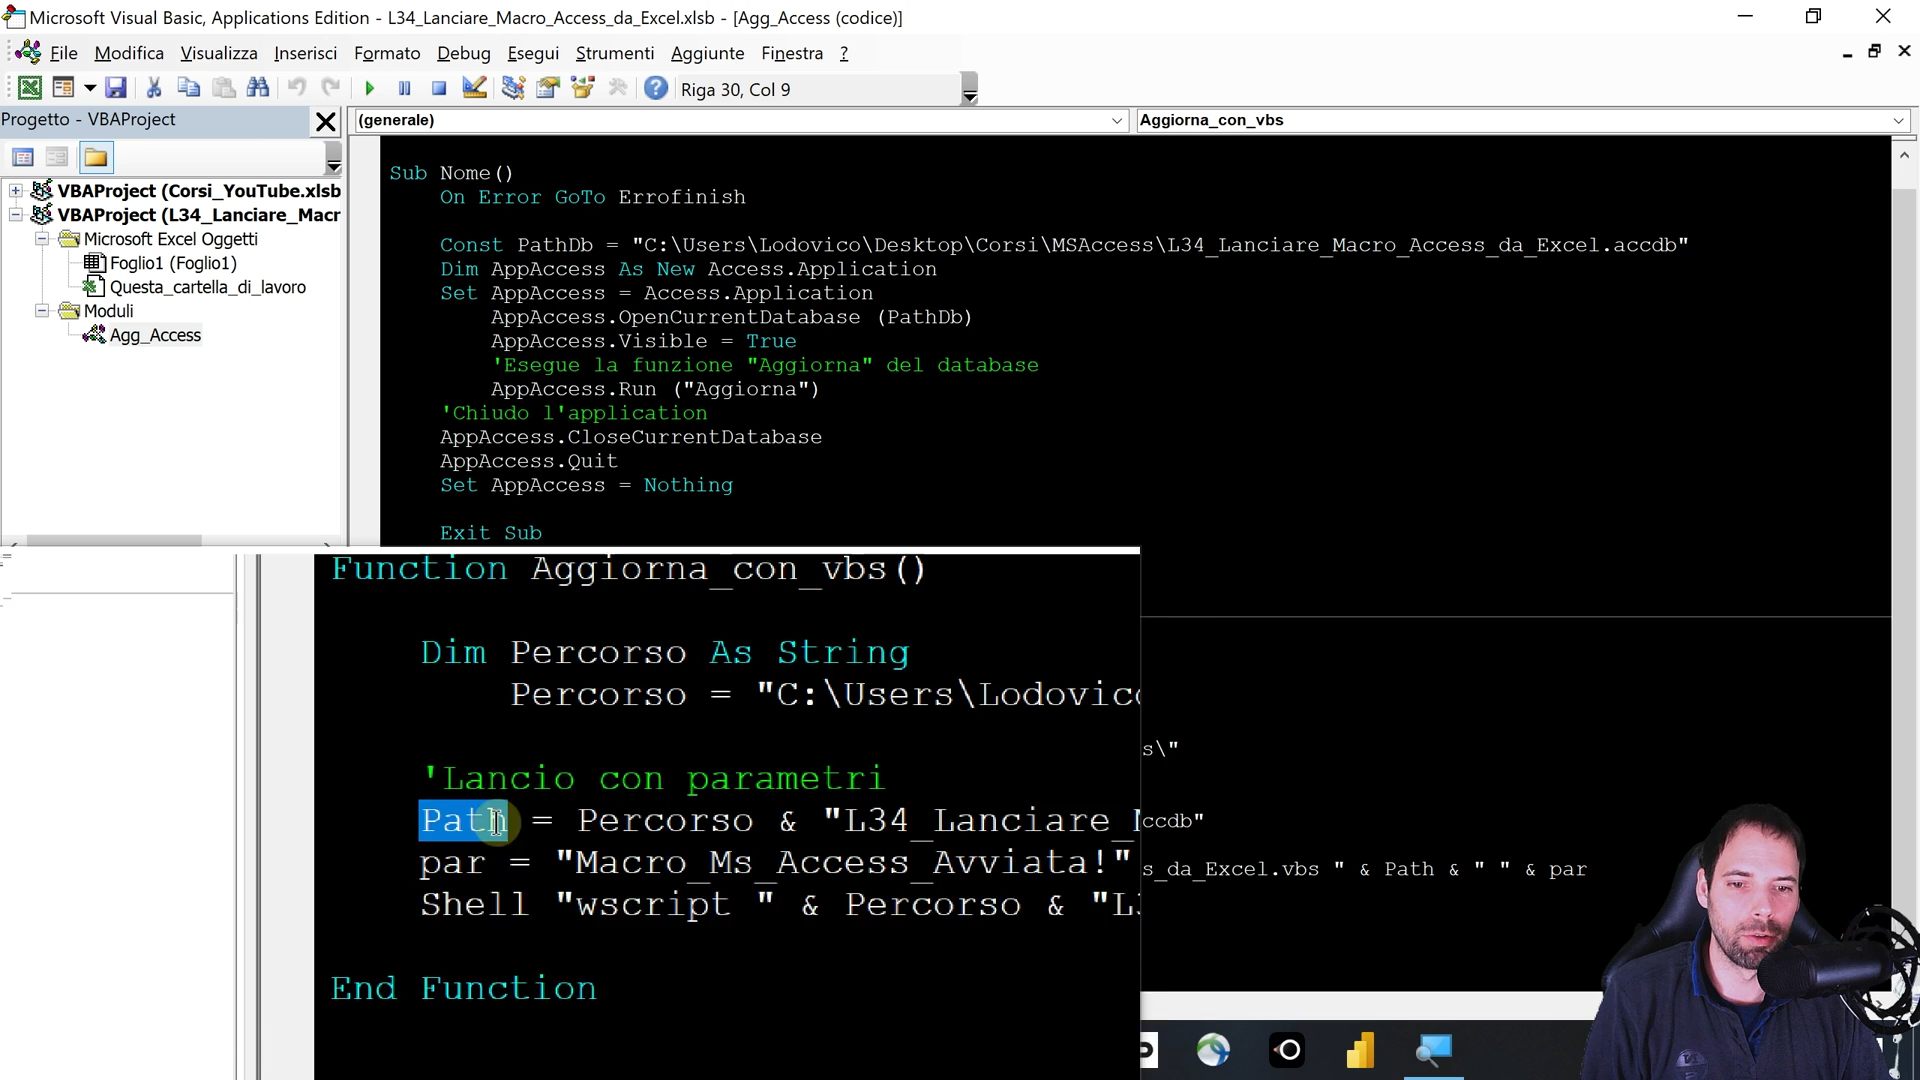 Microsoft Visual Basic, Applications Edition - L34_Lanciare_Macro_Access_da_Excel.xlsb - [Agg_Access (codice)]
File Modifica Visualizza Inserisci Formato Debug Esegui Strumenti Aggiunte Finestra ?
Riga 30, Col 9
Progetto - VBAProject
(generale)
Aggiorna_con_vbs
VBAProject (Corsi_YouTube.xlsb
VBAProject (L34_Lanciare_Macr
Microsoft Excel Oggetti
Foglio1 (Foglio1)
Questa_cartella_di_lavoro
Moduli
Agg_Access
Sub Nome()
On Error GoTo Errofinish
Const PathDb = "C:\Users\Lodovico\Desktop\Corsi\MSAccess\L34_Lanciare_Macro_Access_da_Excel.accdb"
Dim AppAccess As New Access.Application
Set AppAccess = Access.Application
AppAccess.OpenCurrentDatabase (PathDb)
AppAccess.Visible = True
'Esegue la funzione "Aggiorna" del database
AppAccess.Run ("Aggiorna")
'Chiudo l'application
AppAccess.CloseCurrentDatabase
AppAccess.Quit
Set AppAccess = Nothing
Exit Sub
Function Aggiorna_con_vbs()
Dim Percorso As String
Percorso = "C:\Users\Lodovico
'Lancio con parametri
Path = Percorso & "L34_Lanciare_
par = "Macro_Ms_Access_Avviata!"
Shell "wscript " & Percorso & "L
End Function
s\"
ccdb"
s_da_Excel.vbs " & Path & " " & par